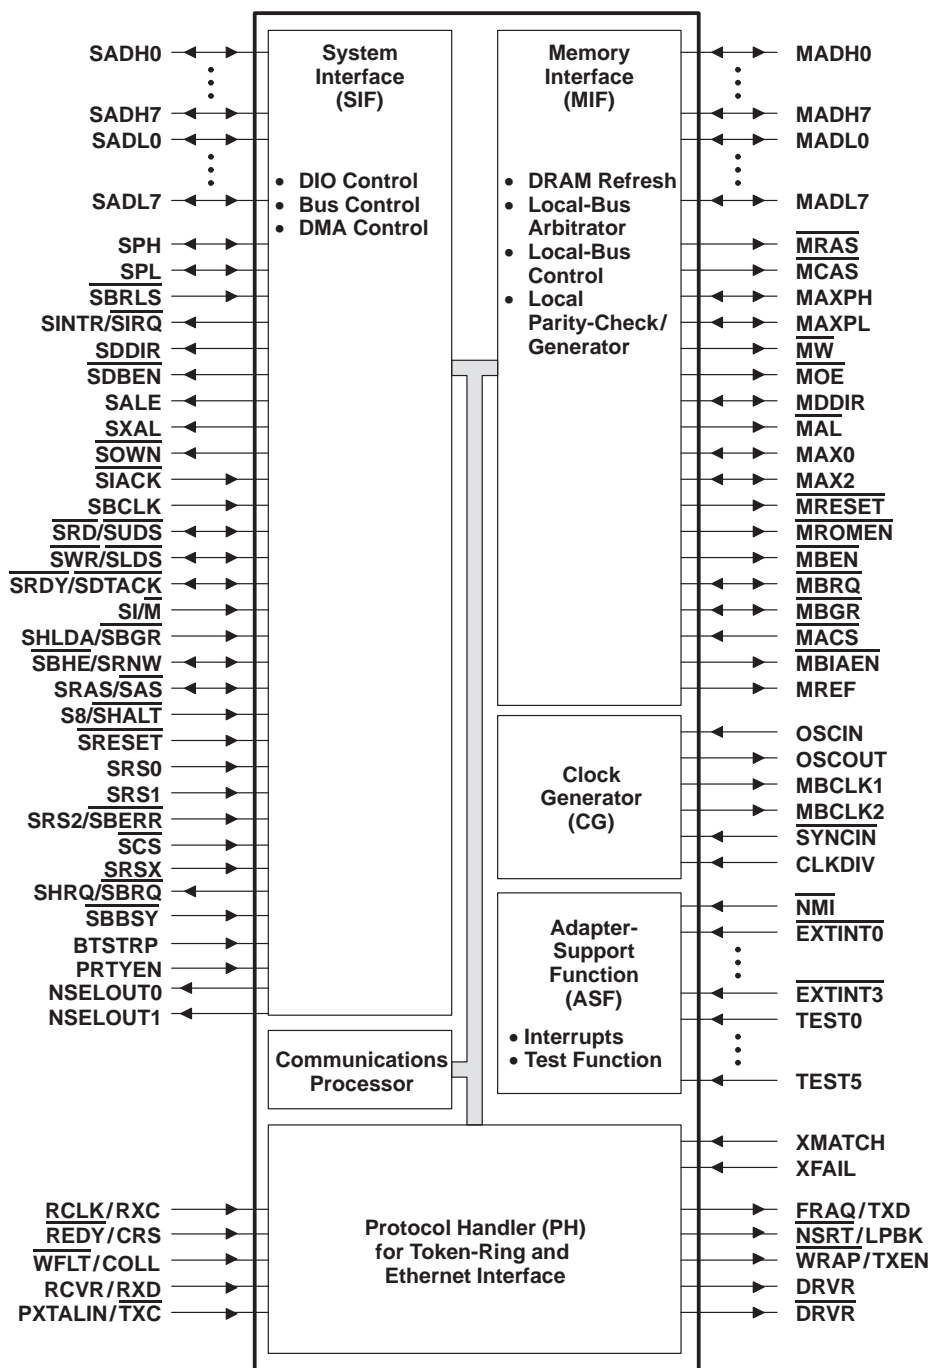 SADH0
SADH7
SADL0
SADL7
SPH
SPL
SBRLS
SINTR/SIRQ
SDDIR
SDBEN
SALE
SXAL
SOWN
SIACK
SBCLK
SRD/SUDS
SWR/SLDS
SRDY/SDTACK
SI/M
SHLDA/SBGR
SBHE/SRNW
SRAS/SAS
S8/SHALT
SRESET
SRS0
SRS1
SRS2/SBERR
SCS
SRSX
SHRQ/SBRQ
SBBSY
BTSTRP
PRTYEN
NSELOUT0
NSELOUT1
RCLK/RXC
REDY/CRS
WFLT/COLL
RCVR/RXD
PXTALIN/TXC
System
Interface
(SIF)
• DIO Control
• Bus Control
• DMA Control
Communications
Processor
Memory
Interface
(MIF)
• DRAM Refresh
• Local-Bus
Arbitrator
• Local-Bus
Control
• Local
Parity-Check/
Generator
Clock
Generator
(CG)
Adapter-
Support
Function
(ASF)
• Interrupts
• Test Function
Protocol Handler (PH)
for Token-Ring and
Ethernet Interface
MADH0
MADH7
MADL0
MADL7
MRAS
MCAS
MAXPH
MAXPL
MW
MOE
MDDIR
MAL
MAX0
MAX2
MRESET
MROMEN
MBEN
MBRQ
MBGR
MACS
MBIAEN
MREF
OSCIN
OSCOUT
MBCLK1
MBCLK2
SYNCIN
CLKDIV
NMI
EXTINT0
EXTINT3
TEST0
TEST5
XMATCH
XFAIL
FRAQ/TXD
NSRT/LPBK
WRAP/TXEN
DRVR
DRVR